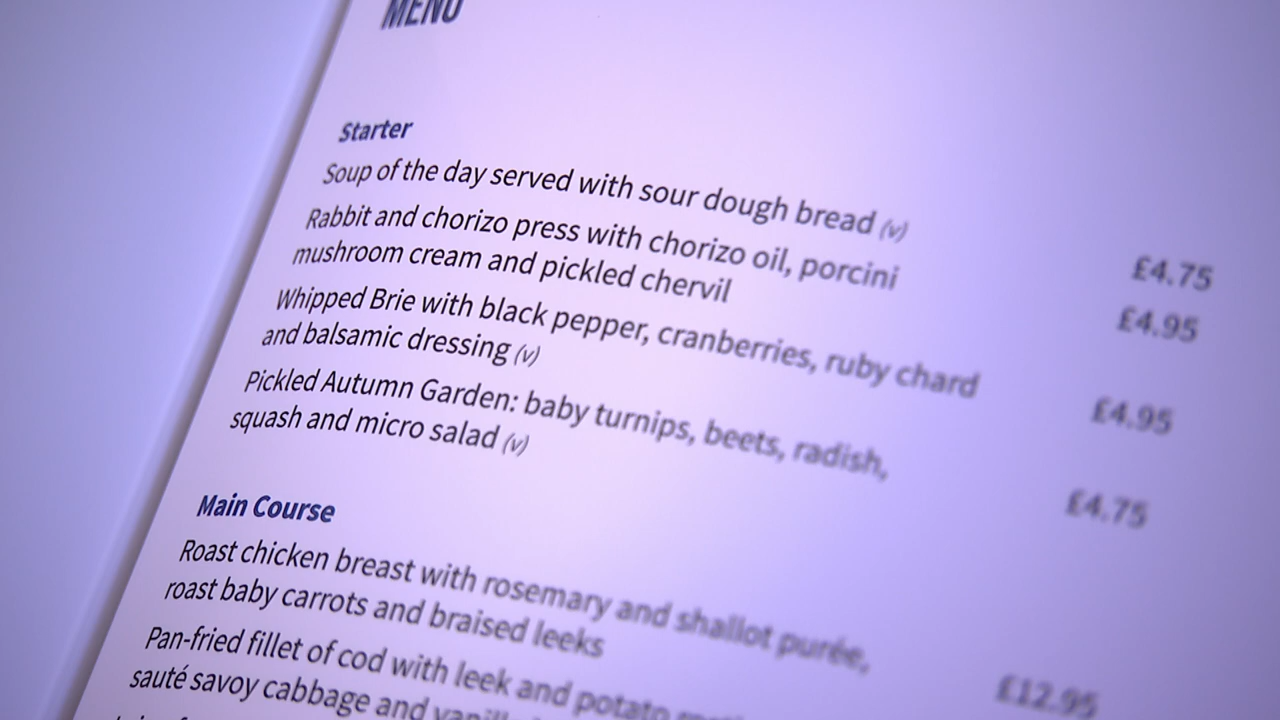 MENU
Starter
Soup of the day served with sour dough bread (v)
£4.75
Rabbit and chorizo press with chorizo oil, porcini
mushroom cream and pickled chervil
£4.95
Whipped Brie with black pepper, cranberries, ruby chard
and balsamic dressing (v)
£4.95
Pickled Autumn Garden: baby turnips, beets, radish,
squash and micro salad (v)
£4.75
Main Course
Roast chicken breast with rosemary and shallot purée,
roast baby carrots and braised leeks
£12.95
Pan-fried fillet of cod with leek and potato
sauté savoy cabbage and